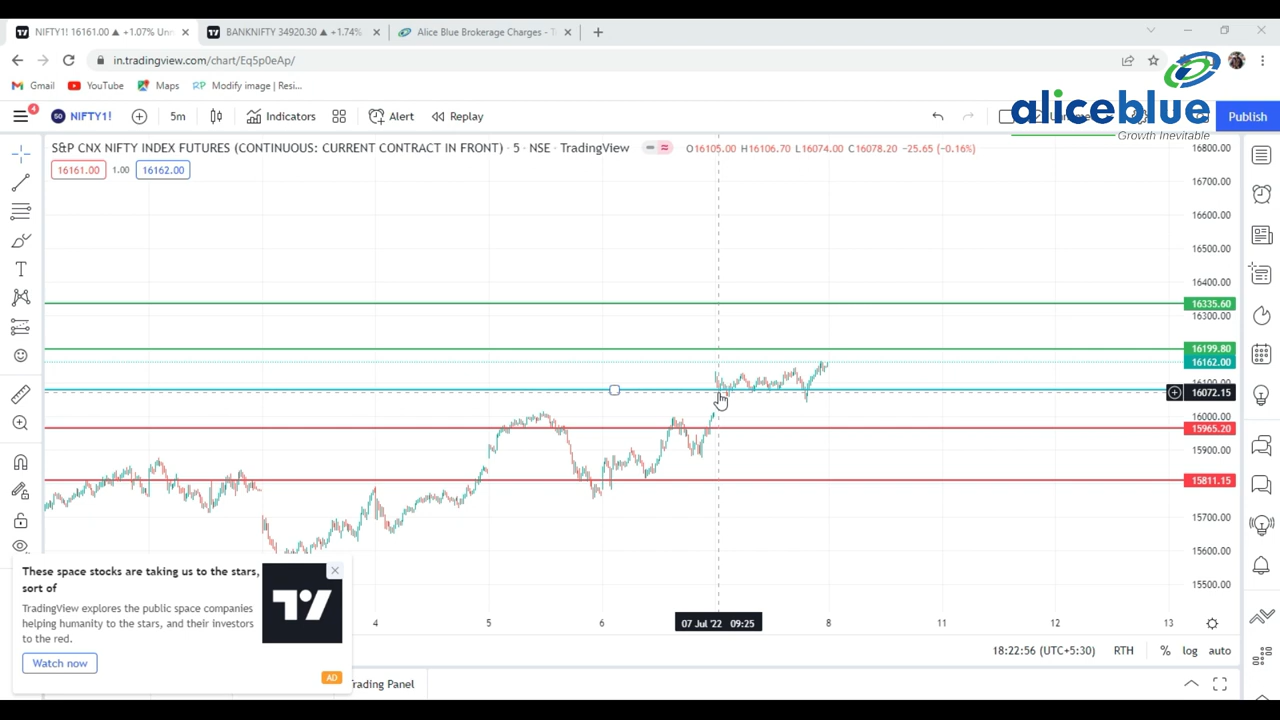 NIFTY1! 16161.00 ▲ +1.07% Unn
BANKNIFTY 34920.30 ▲ +1.74%
Alice Blue Brokerage Charges - T
in.tradingview.com/chart/Eq5p0eAp/
Gmail
YouTube
Maps
RP Modify image | Resi...
aliceblue
Growth Inevitable
4
50 NIFTY1!
5m
Indicators
Alert
Replay
Publish
S&P CNX NIFTY INDEX FUTURES (CONTINUOUS: CURRENT CONTRACT IN FRONT) · 5 · NSE · TradingView
O16105.00 H16106.70 L16074.00 C16078.20 −25.65 (−0.16%)
16161.00 1.00 16162.00
16800.00
16700.00
16600.00
16500.00
16400.00
16335.60
16300.00
16199.80
16162.00
16100.00
16072.15
16000.00
15965.20
15900.00
15811.15
15700.00
15600.00
15500.00
These space stocks are taking us to the stars,
sort of
TradingView explores the public space companies
helping humanity to the stars, and their investors
to the red.
Watch now
AD
4 5 6 07 Jul '22 09:25 8 11 12 13
18:22:56 (UTC+5:30) RTH % log auto
rading Panel